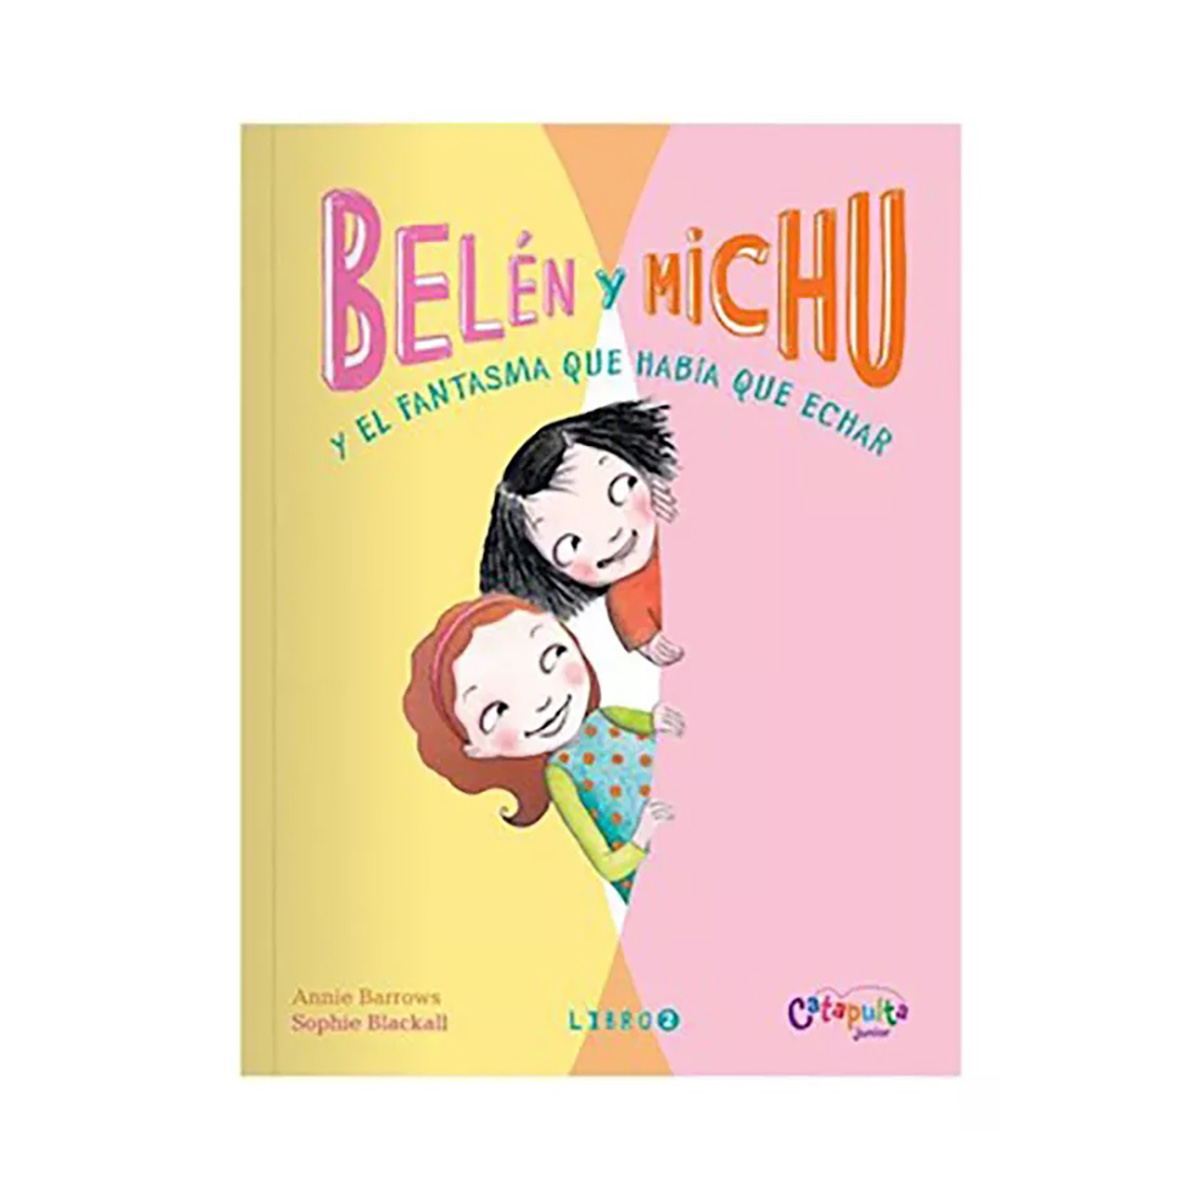 BELÉN Y MiCHU
Y EL FANTASMA QUE HABÍA QUE ECHAR
Annie Barrows
Sophie Blackall
LIBRO 2
Catapulta
junior